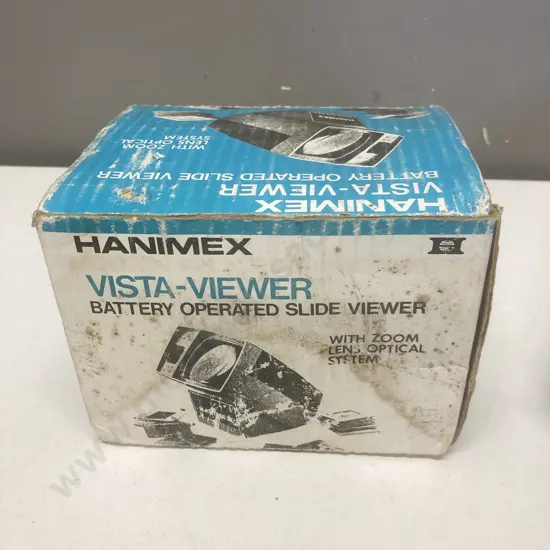 HANIMEX
VISTA-VIEWER
BATTERY OPERATED SLIDE VIEWER
WITH ZOOM
LENS OPTICAL
SYSTEM
HANIMEX
HANIMEX
VISTA-VIEWER
BATTERY OPERATED SLIDE VIEWER
WITH ZOOM
LENS OPTICAL
SYSTEM